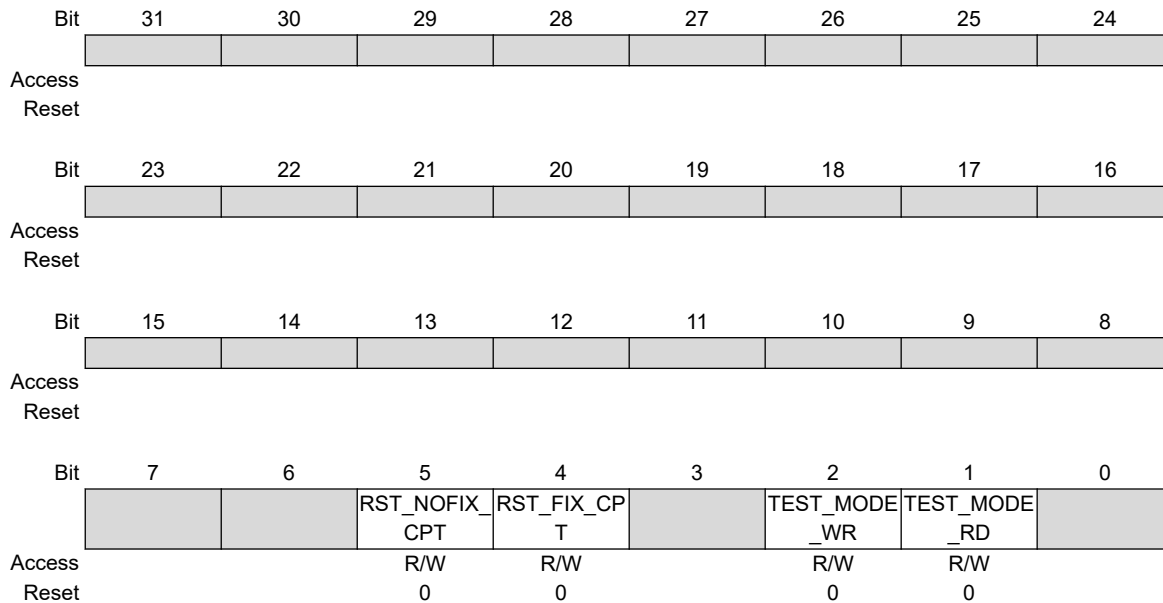 Bit 31 30 29 28 27 26 25 24
Access
Reset
Bit 23 22 21 20 19 18 17 16
Access
Reset
Bit 15 14 13 12 11 10 9 8
Access
Reset
Bit 7 6 5 4 3 2 1 0
RST_NOFIX_ RST_FIX_CP TEST_MODE TEST_MODE
CPT T _WR _RD
Access R/W R/W R/W R/W
Reset 0 0 0 0